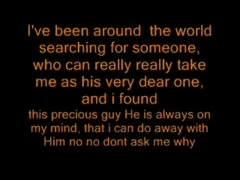 I've been around the world
searching for someone,
who can really really take
me as his very dear one,
and i found
this precious guy He is always on
my mind, that i can do away with
Him no no dont ask me why